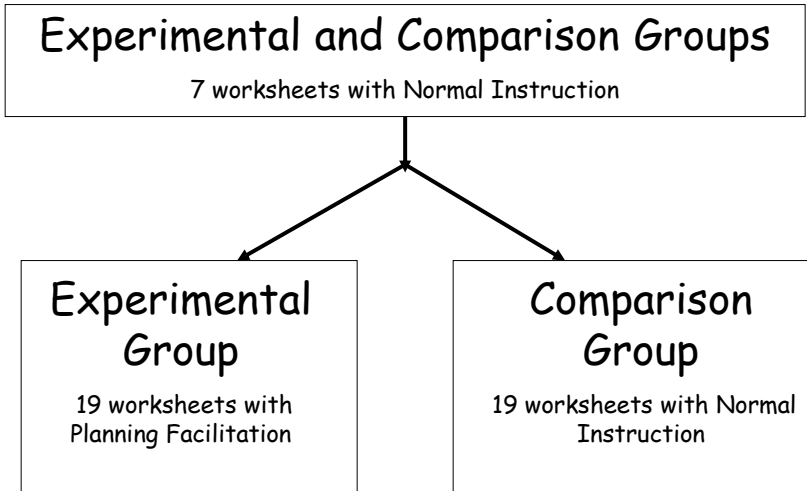 Experimental and Comparison Groups
7 worksheets with Normal Instruction
Experimental
Group
19 worksheets with
Planning Facilitation
Comparison
Group
19 worksheets with Normal
Instruction